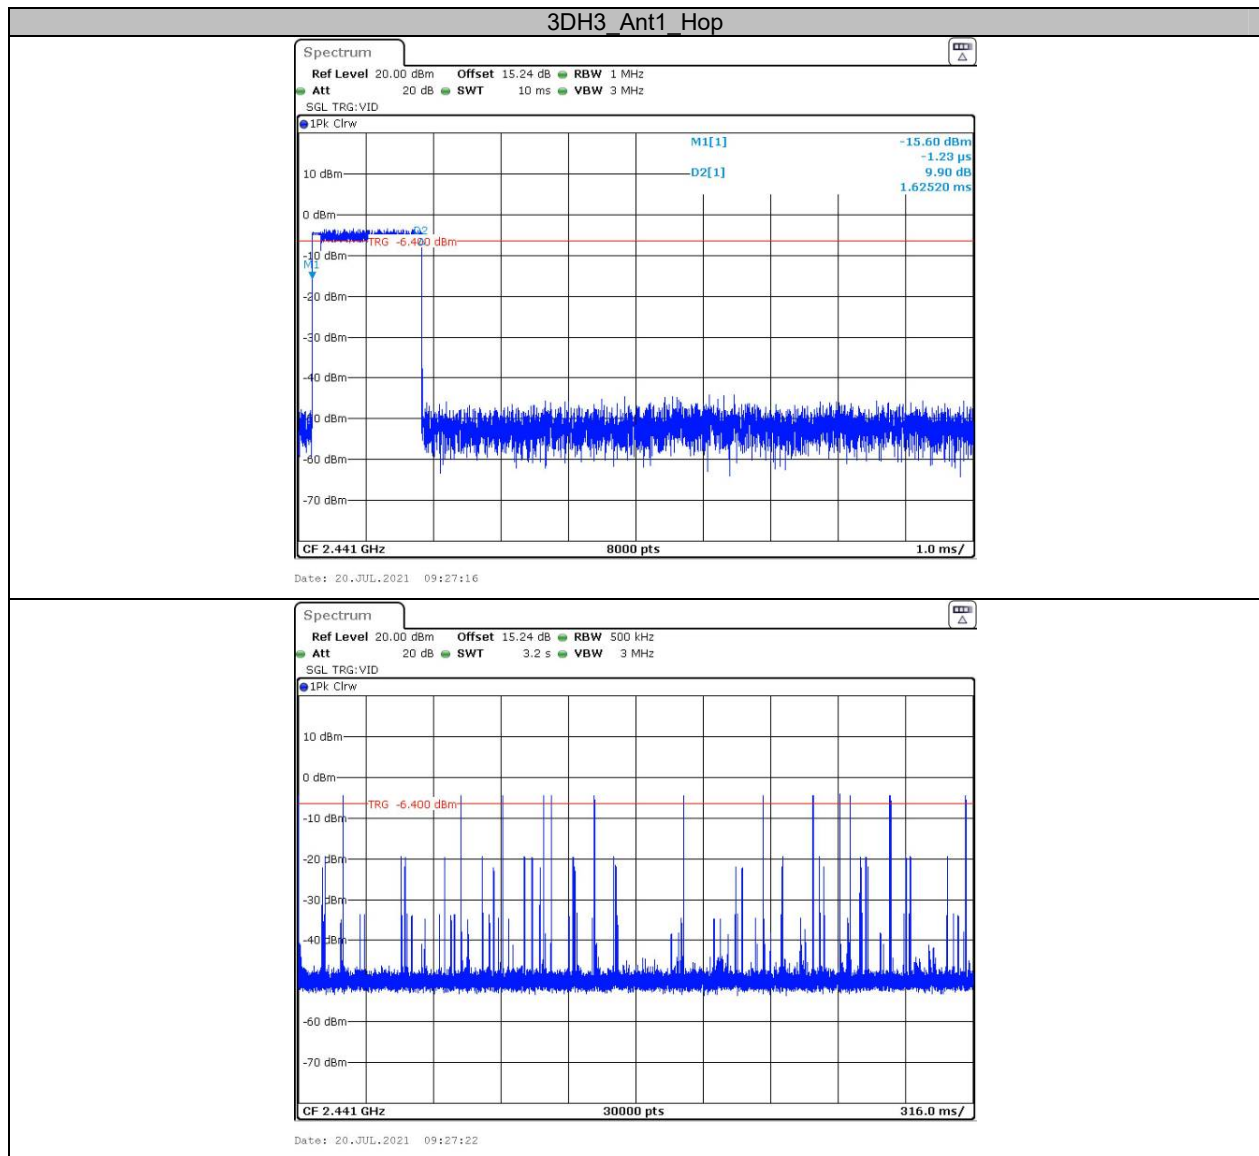 3DH3_Ant1_Hop
Spectrum
Ref Level 20.00 dBm Offset 15.24 dB RBW 1 MHz
Att 20 dB SWT 10 ms VBW 3 MHz
SGL TRG:VID
1Pk Clrw
M1[1] -15.60 dBm
-1.23 µs
10 dBm D2[1] 9.90 dB
1.62520 ms
0 dBm
D2
TRG -6.400 dBm
-10 dBm
M1
-20 dBm
-30 dBm
-40 dBm
-60 dBm
-70 dBm
CF 2.441 GHz 8000 pts 1.0 ms/
Date: 20.JUL.2021 09:27:16
Spectrum
Ref Level 20.00 dBm Offset 15.24 dB RBW 500 kHz
Att 20 dB SWT 3.2 s VBW 3 MHz
SGL TRG:VID
1Pk Clrw
10 dBm
0 dBm
TRG -6.400 dBm
-10 dBm
-20 dBm
-30 dBm
-40 dBm
-60 dBm
-70 dBm
CF 2.441 GHz 30000 pts 316.0 ms/
Date: 20.JUL.2021 09:27:22